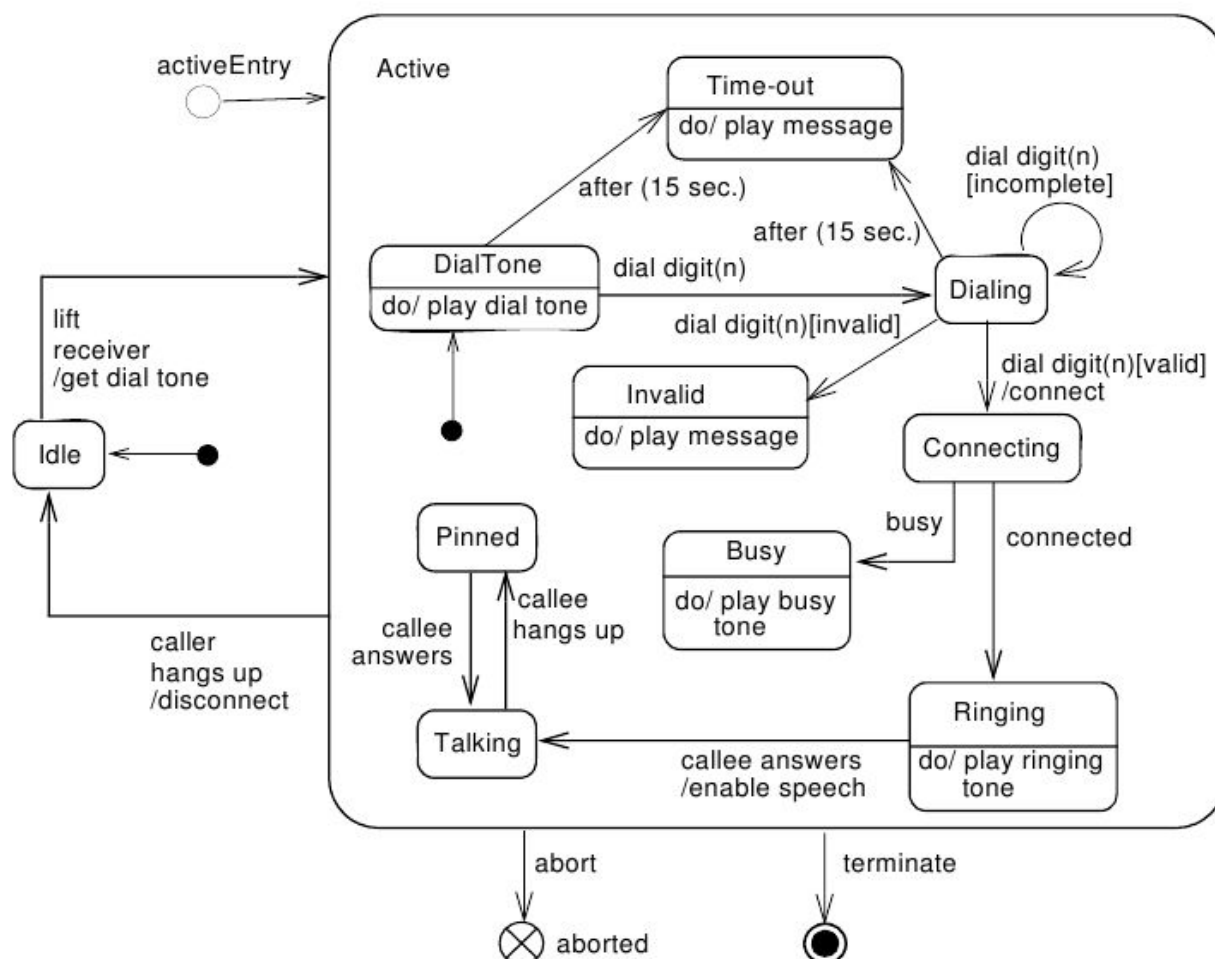 activeEntry
Active
Time-out
do/ play message
dial digit(n)
[incomplete]
after (15 sec.)
after (15 sec.)
DialTone
do/ play dial tone
dial digit(n)
Dialing
lift
receiver
/get dial tone
dial digit(n)[invalid]
dial digit(n)[valid]
/connect
Invalid
do/ play message
Idle
Connecting
Pinned
busy
connected
Busy
do/ play busy
tone
callee
hangs up
callee
answers
caller
hangs up
/disconnect
Talking
Ringing
do/ play ringing
tone
callee answers
/enable speech
abort
terminate
aborted